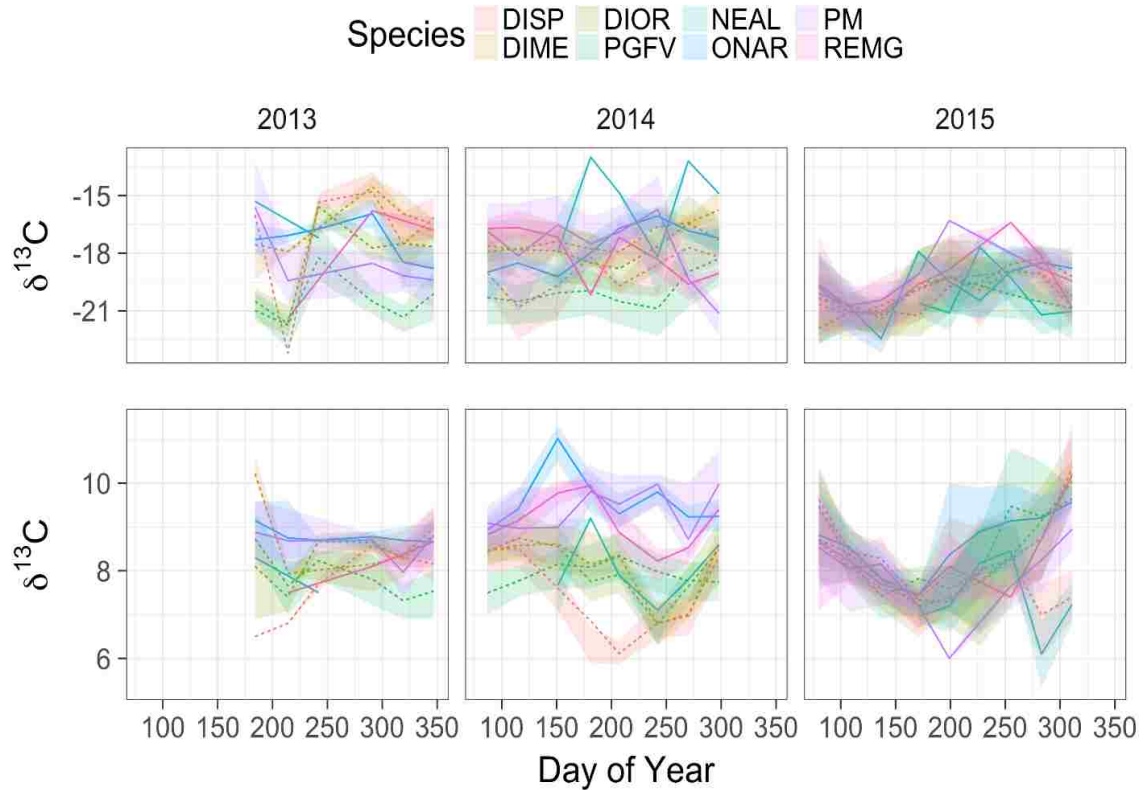 Species DISP DIOR NEAL PM
DIME PGFV ONAR REMG
2013 2014 2015
-15
-18
-21
δ13C
10
8
6
δ13C
100 150 200 250 300 350 100 150 200 250 300 350 100 150 200 250 300 350
Day of Year